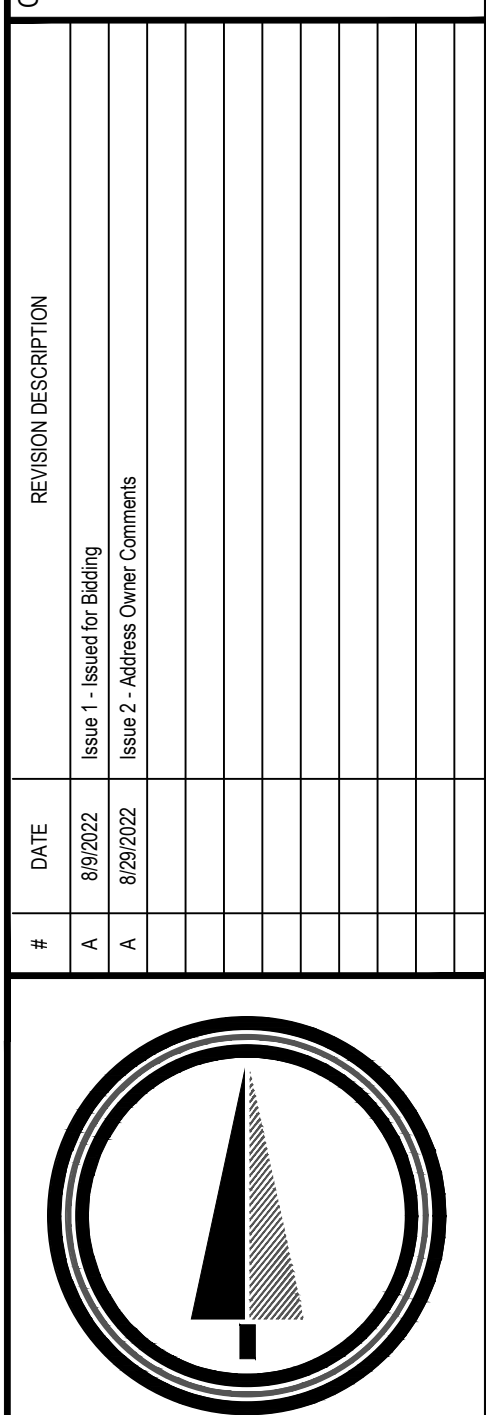 # DATE REVISION DESCRIPTION
A 8/9/2022 Issue 1 - Issued for Bidding
A 8/29/2022 Issue 2 - Address Owner Comments